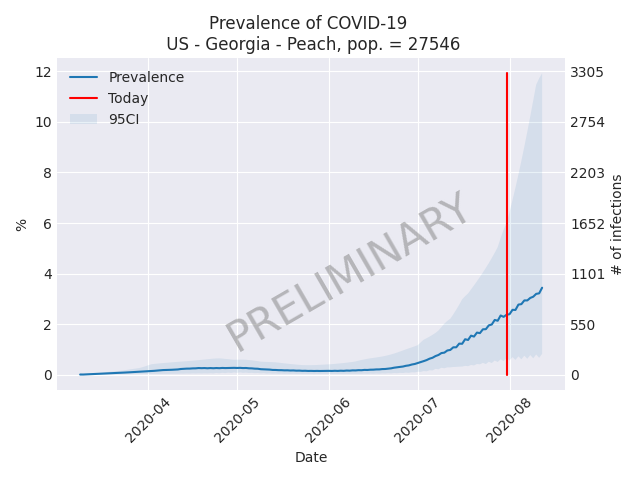 Prevalence of COVID-19
US - Georgia - Peach, pop. = 27546
12
10
8
6
4
2
0
%
Prevalence
Today
95CI
PRELIMINARY
3305
2754
2203
1652
1101
550
0
# of infections
2020-04
2020-05
2020-06
2020-07
2020-08
Date